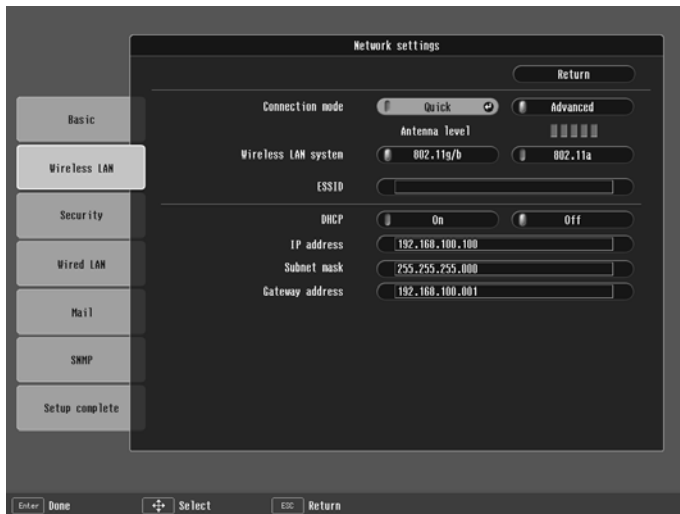 Network settings
Return
Basic
Wireless LAN
Security
Wired LAN
Mail
SNMP
Setup complete
Connection mode Quick Advanced
Antenna level
Wireless LAN system 802.11g/b 802.11a
ESSID
DHCP On Off
IP address 192.168.100.100
Subnet mask 255.255.255.000
Gateway address 192.168.100.001
Enter Done Select ESC Return